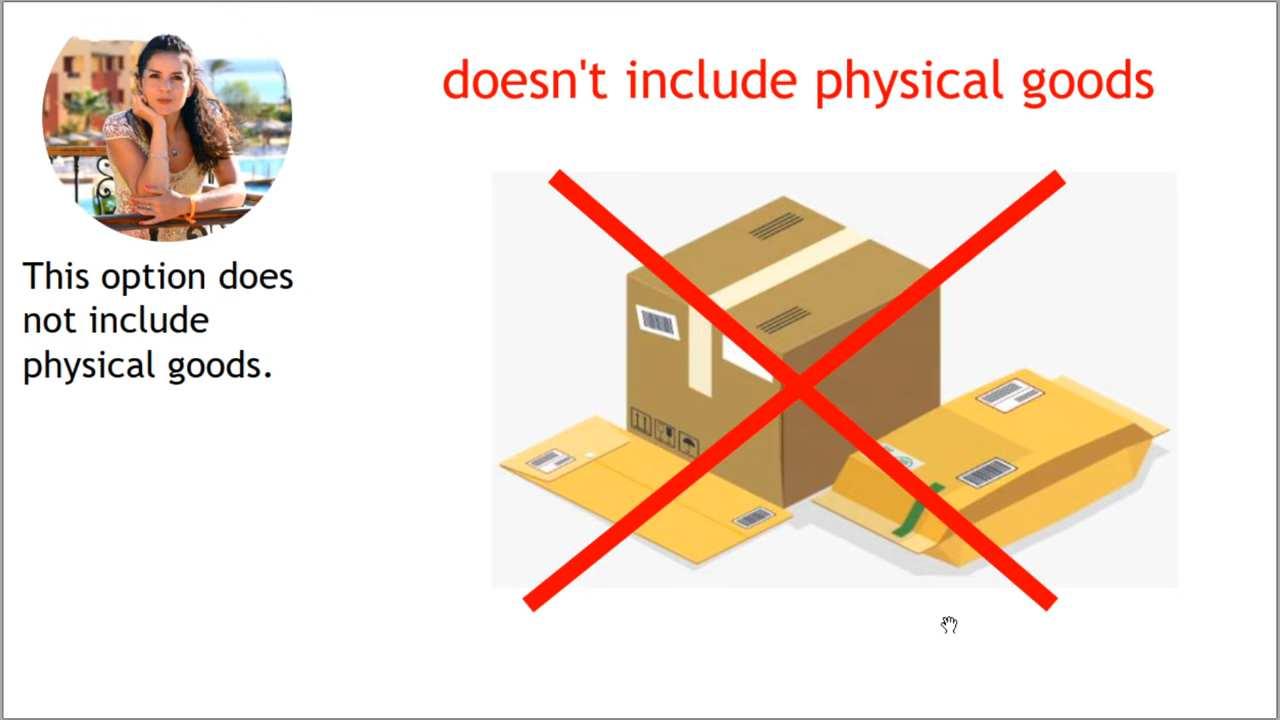 doesn't include physical goods
This option does
not include
physical goods.